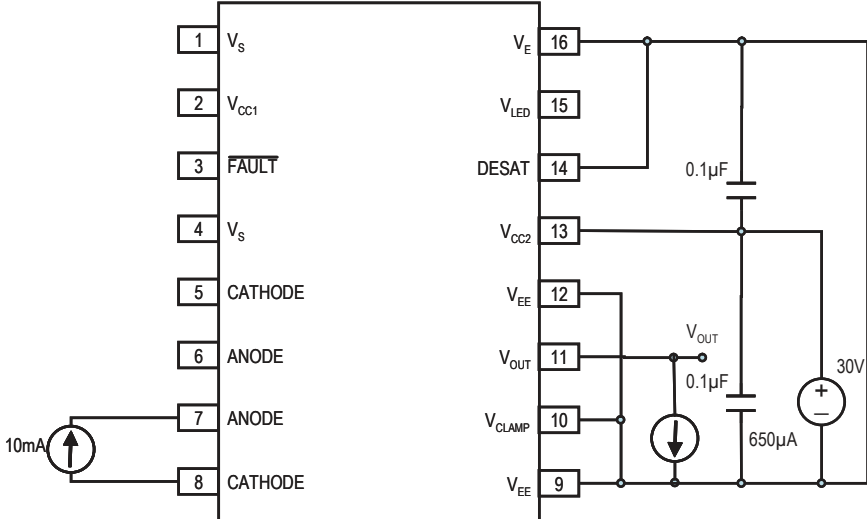 1 V_S
2 V_CC1
3 FAULT
4 V_S
5 CATHODE
6 ANODE
7 ANODE
8 CATHODE
10mA
V_E 16
V_LED 15
DESAT 14
V_CC2 13
V_EE 12
V_OUT 11
V_CLAMP 10
V_EE 9
0.1µF
V_OUT
0.1µF
30V
+
–
650µA